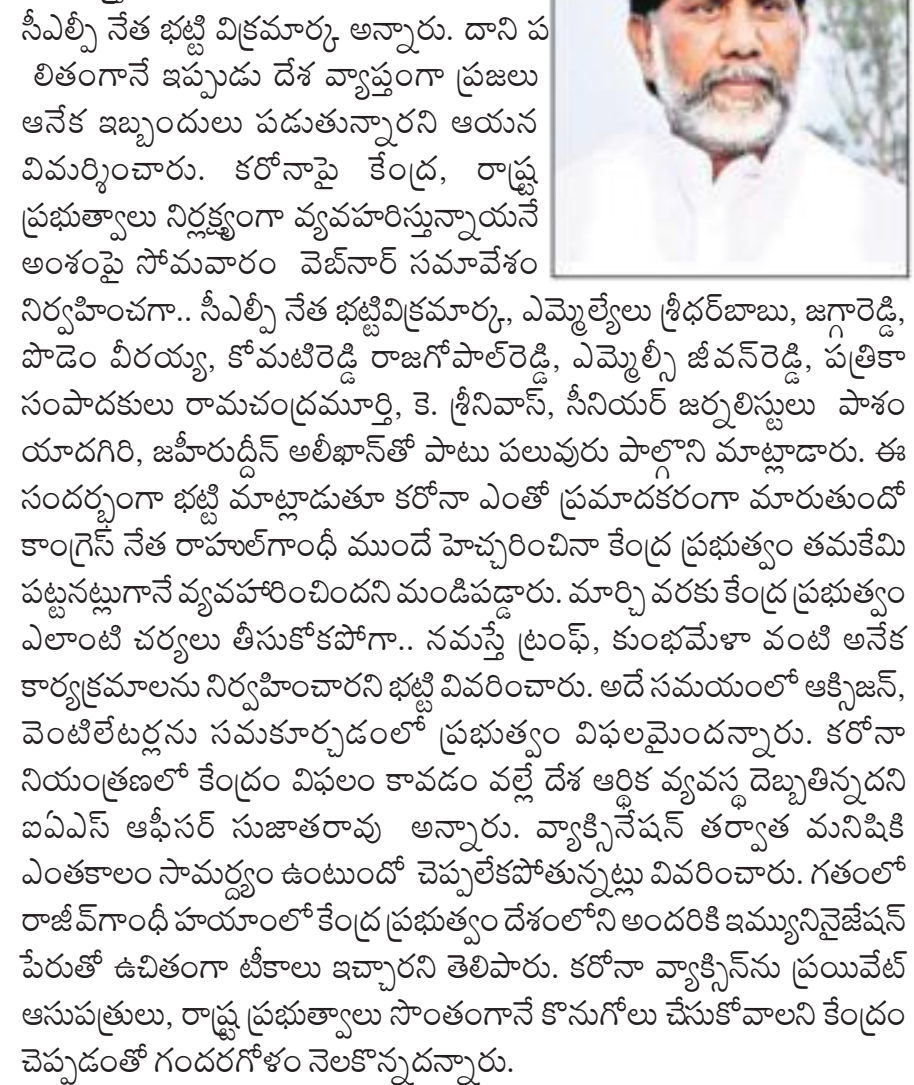 సీఎల్పీ నేత భట్టి విక్రమార్క అన్నారు. దాని ప
లితంగానే ఇప్పుడు దేశ వ్యాప్తంగా ప్రజలు
ఆనేక ఇబ్బందులు పడుతున్నారని ఆయన
విమర్శించారు. కరోనాపై కేంద్ర, రాష్ట్ర
ప్రభుత్వాలు నిర్లక్ష్యంగా వ్యవహరిస్తున్నాయనే
అంశంపై సోమవారం వెబ్‌నార్ సమావేశం
నిర్వహించగా.. సీఎల్పీ నేత భట్టివిక్రమార్క, ఎమ్మెల్యేలు శ్రీధర్‌బాబు, జగ్గారెడ్డి,
పొడెం వీరయ్య, కోమటిరెడ్డి రాజగోపాల్‌రెడ్డి, ఎమ్మెల్సీ జీవన్‌రెడ్డి, పత్రికా
సంపాదకులు రామచంద్రమూర్తి, కె. శ్రీనివాస్, సీనియర్ జర్నలిస్టులు పాశం
యాదగిరి, జహీరుద్దీన్ అలీఖాన్‌తో పాటు పలువురు పాల్గొని మాట్లాడారు. ఈ
సందర్భంగా భట్టి మాట్లాడుతూ కరోనా ఎంతో ప్రమాదకరంగా మారుతుందో
కాంగ్రెస్ నేత రాహుల్‌గాంధీ ముందే హెచ్చరించినా కేంద్ర ప్రభుత్వం తమకేమి
పట్టనట్లుగానే వ్యవహారించిందని మండిపడ్డారు. మార్చి వరకు కేంద్ర ప్రభుత్వం
ఎలాంటి చర్యలు తీసుకోకపోగా.. నమస్తే ట్రంఫ్, కుంభమేళా వంటి అనేక
కార్యక్రమాలను నిర్వహించారని భట్టి వివరించారు. అదే సమయంలో ఆక్సిజన్,
వెంటిలేటర్లను సమకూర్చడంలో ప్రభుత్వం విఫలమైందన్నారు. కరోనా
నియంత్రణలో కేంద్రం విఫలం కావడం వల్లే దేశ ఆర్థిక వ్యవస్థ దెబ్బతిన్నదని
ఐఏఎస్ ఆఫీసర్ సుజాతరావు అన్నారు. వ్యాక్సినేషన్ తర్వాత మనిషికి
ఎంతకాలం సామర్ధ్యం ఉంటుందో చెప్పలేకపోతున్నట్లు వివరించారు. గతంలో
రాజీవ్‌గాంధీ హయాంలో కేంద్ర ప్రభుత్వం దేశంలోని అందరికి ఇమ్యునినైజేషన్
పేరుతో ఉచితంగా టీకాలు ఇచ్చారని తెలిపారు. కరోనా వ్యాక్సిన్‌ను ప్రయివేట్
ఆసుపత్రులు, రాష్ట్ర ప్రభుత్వాలు సొంతంగానే కొనుగోలు చేసుకోవాలని కేంద్రం
చెప్పడంతో గందరగోళం నెలకొన్నదన్నారు.